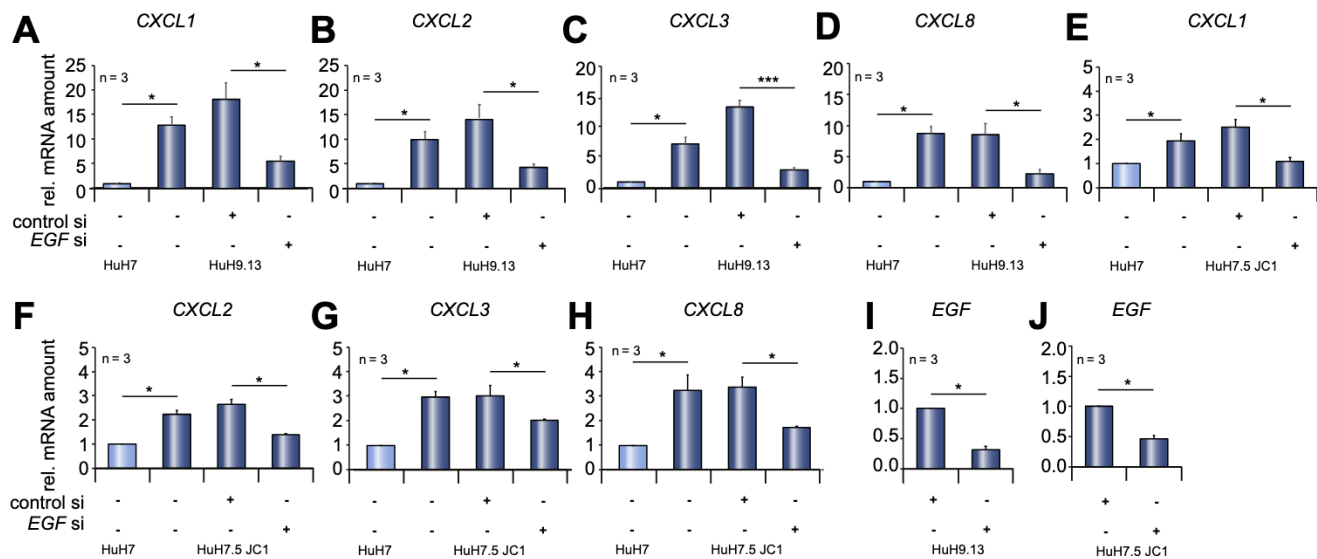 A CXCL1
B CXCL2
C CXCL3
D CXCL8
E CXCL1
rel. mRNA amount
n = 3
25
20
15
10
5
0
*
*
n = 3
25
20
15
10
5
0
*
*
n = 3
20
15
10
5
0
*
***
n = 3
20
15
10
5
0
*
*
n = 3
5
4
3
2
1
0
*
*
control si - - + - - - + - - - + - - - + - - - + -
EGF si - - - + - - - + - - - + - - - + - - - +
HuH7 HuH9.13 HuH7 HuH9.13 HuH7 HuH9.13 HuH7 HuH9.13 HuH7 HuH7.5 JC1
F CXCL2
G CXCL3
H CXCL8
I EGF
J EGF
rel. mRNA amount
n = 3
5
4
3
2
1
0
*
*
n = 3
5
4
3
2
1
0
*
*
n = 3
5
4
3
2
1
0
*
*
n = 3
2.0
1.5
1.0
0.5
0.0
*
n = 3
2.0
1.5
1.0
0.5
0.0
*
control si - - + - - - + - - - + - + - + -
EGF si - - - + - - - + - - - + - + - +
HuH7 HuH7.5 JC1 HuH7 HuH7.5 JC1 HuH7 HuH7.5 JC1 HuH9.13 HuH7.5 JC1